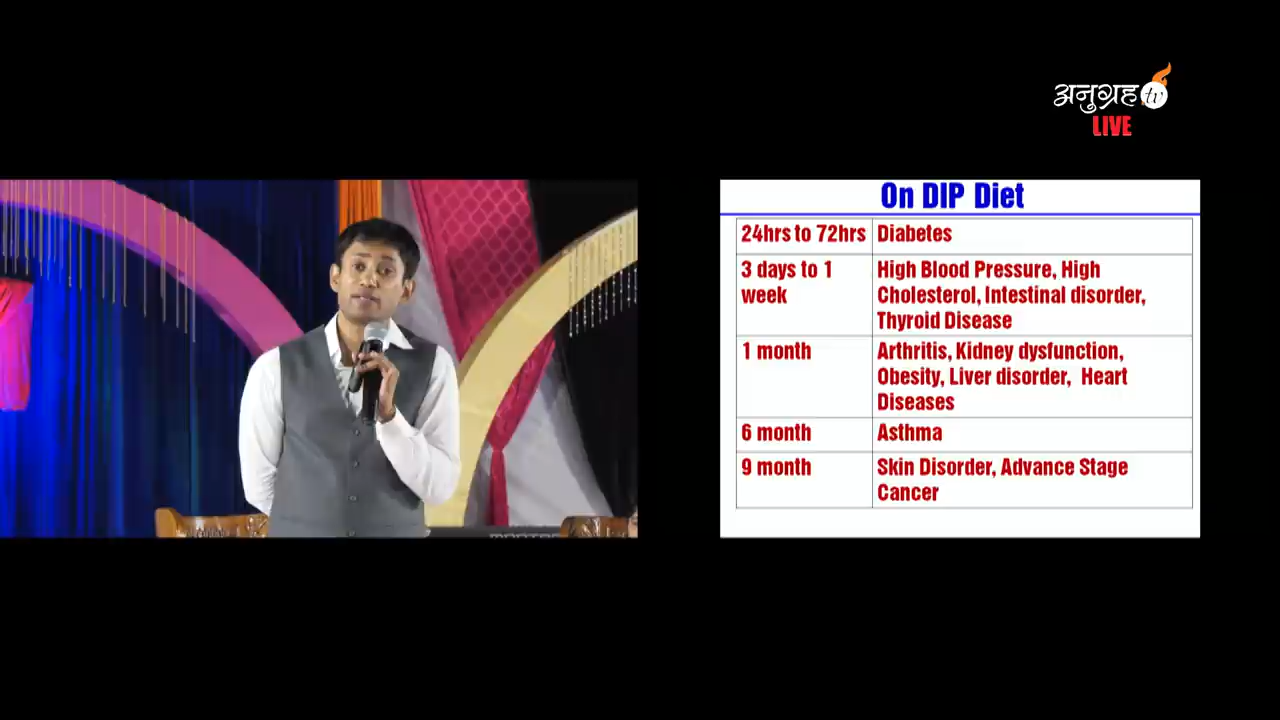 अनुग्रह tv
LIVE
On DIP Diet
24hrs to 72hrs Diabetes
3 days to 1 week High Blood Pressure, High
Cholesterol, Intestinal disorder,
Thyroid Disease
1 month Arthritis, Kidney dysfunction,
Obesity, Liver disorder, Heart
Diseases
6 month Asthma
9 month Skin Disorder, Advance Stage
Cancer